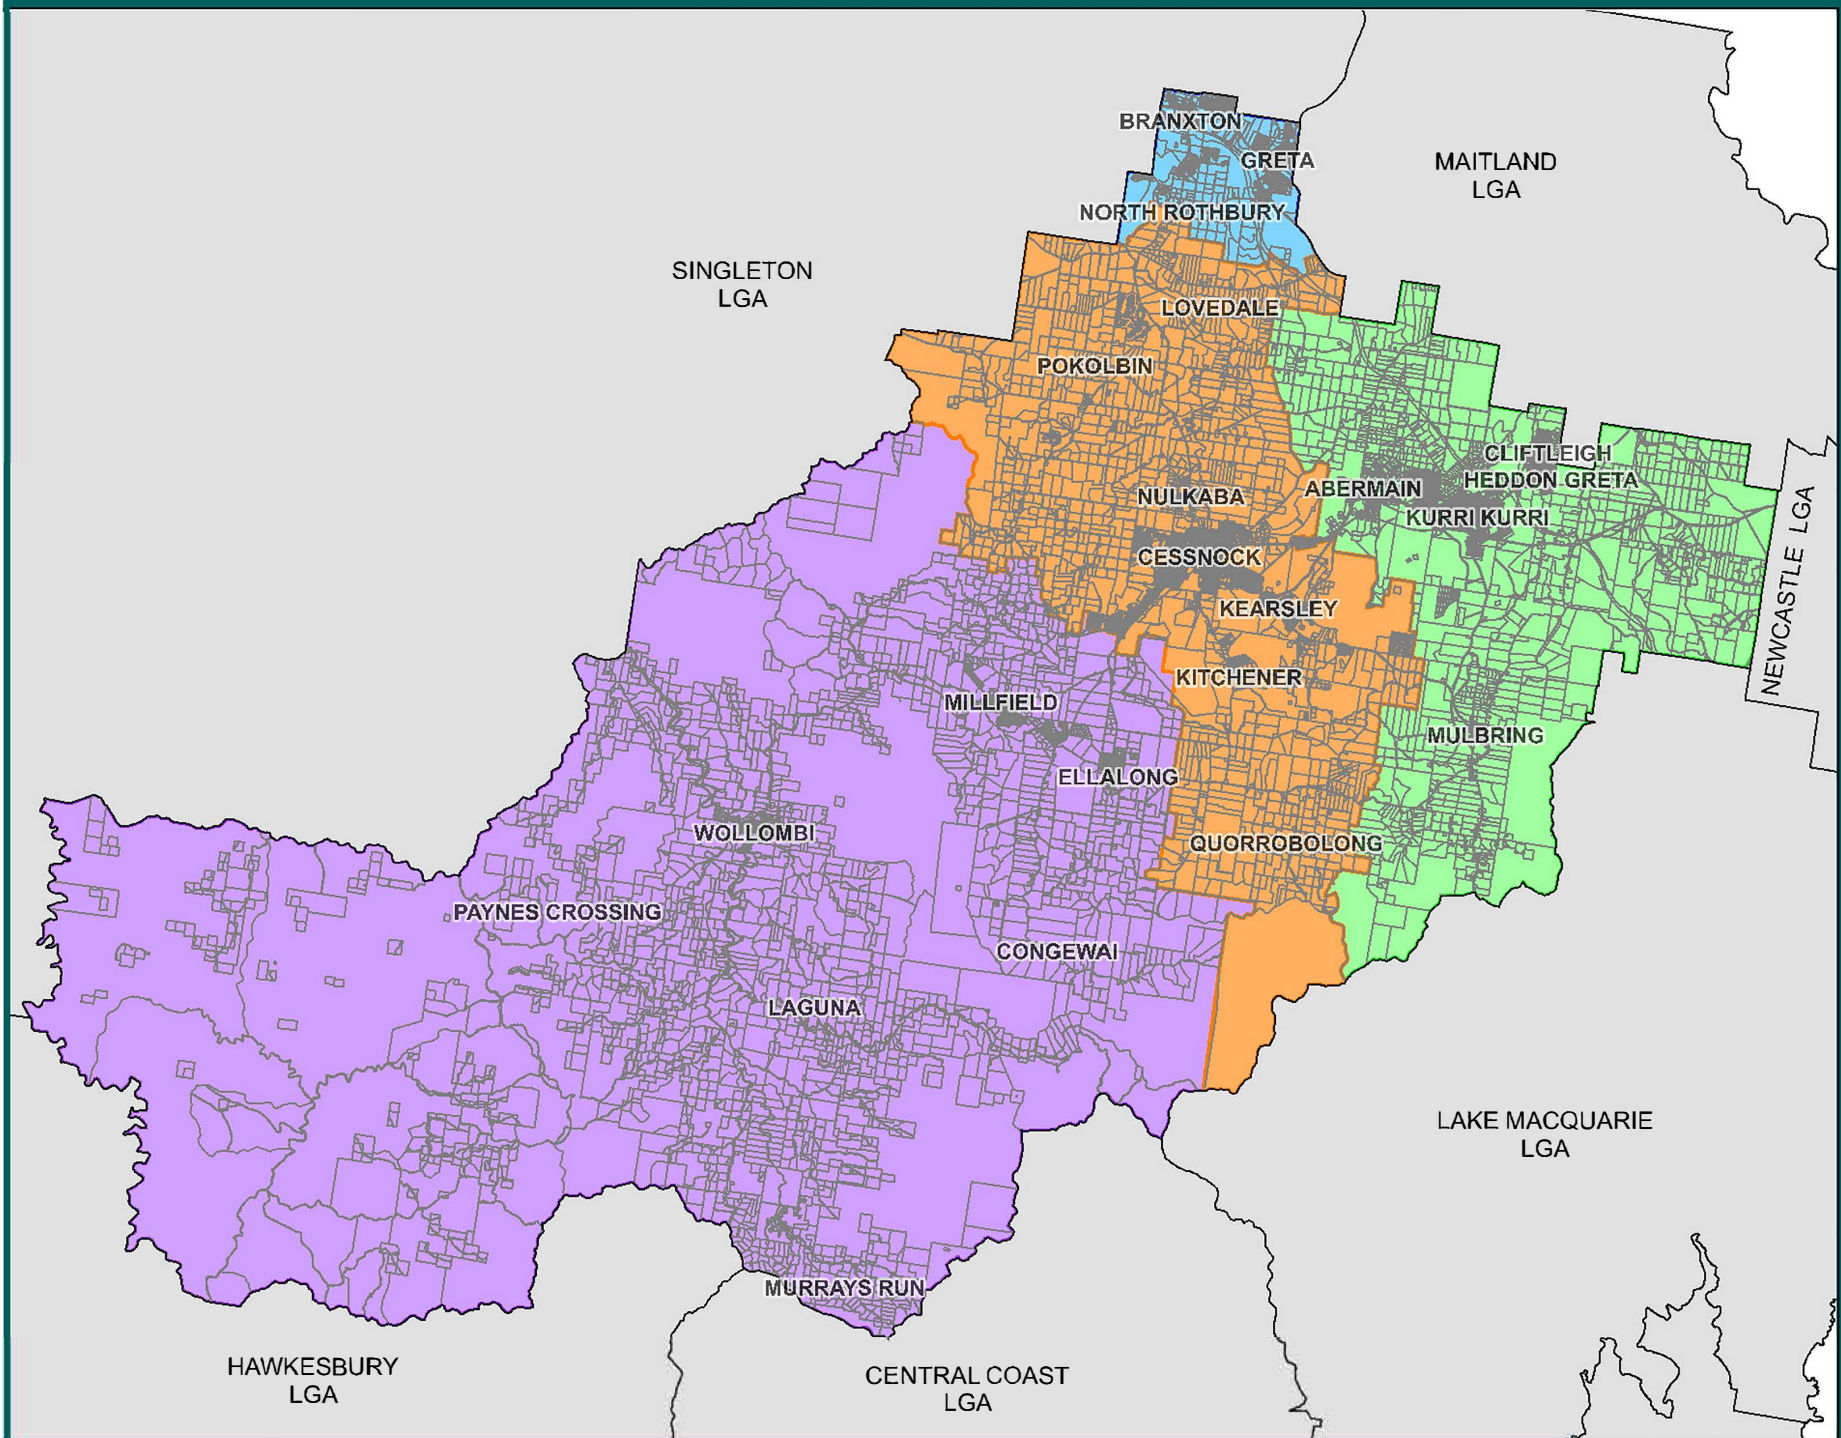 BRANXTON
GRETA
MAITLAND
LGA
NORTH ROTHBURY
SINGLETON
LGA
LOVEDALE
POKOLBIN
CLIFTLEIGH
HEDDON GRETA
ABERMAIN
NULKABA
KURRI KURRI
CESSNOCK
NEWCASTLE LGA
KEARSLEY
KITCHENER
MILLFIELD
MULBRING
ELLALONG
WOLLOMBI
QUORROBOLONG
PAYNES CROSSING
CONGEWAI
LAGUNA
LAKE MACQUARIE
LGA
MURRAYS RUN
HAWKESBURY
LGA
CENTRAL COAST
LGA